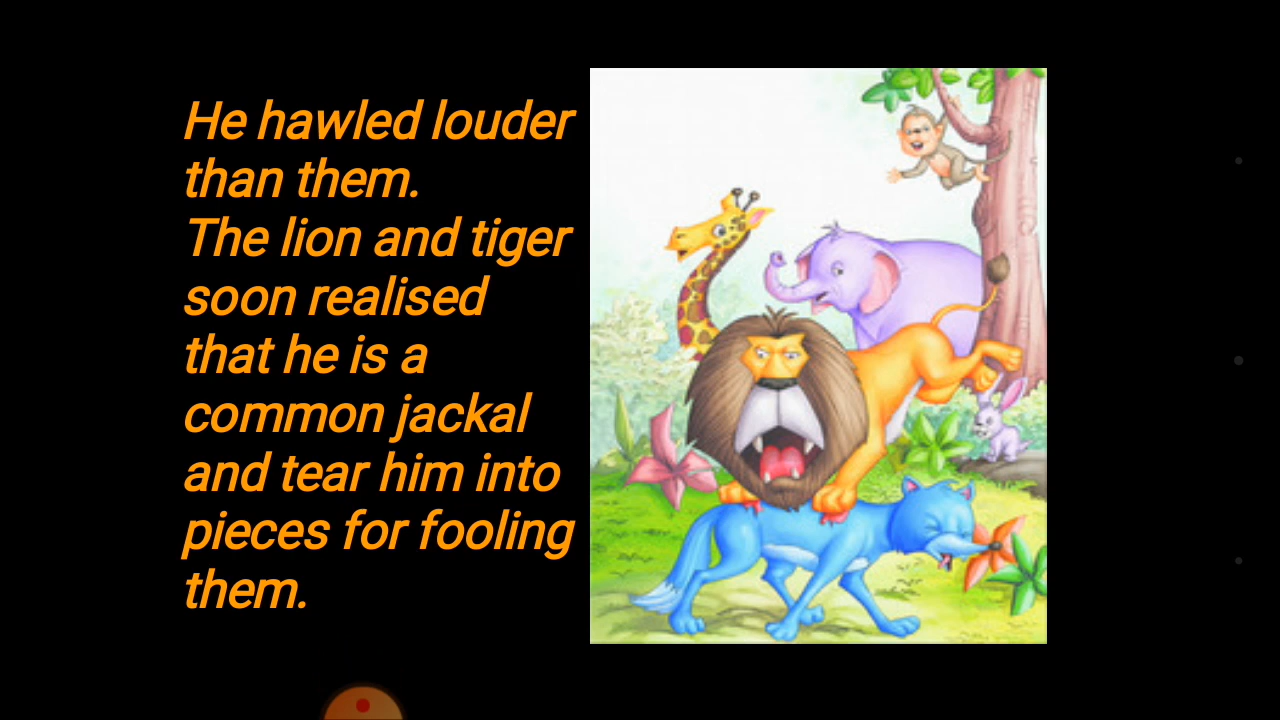 He hawled louder
than them.
The lion and tiger
soon realised
that he is a
common jackal
and tear him into
pieces for fooling
them.